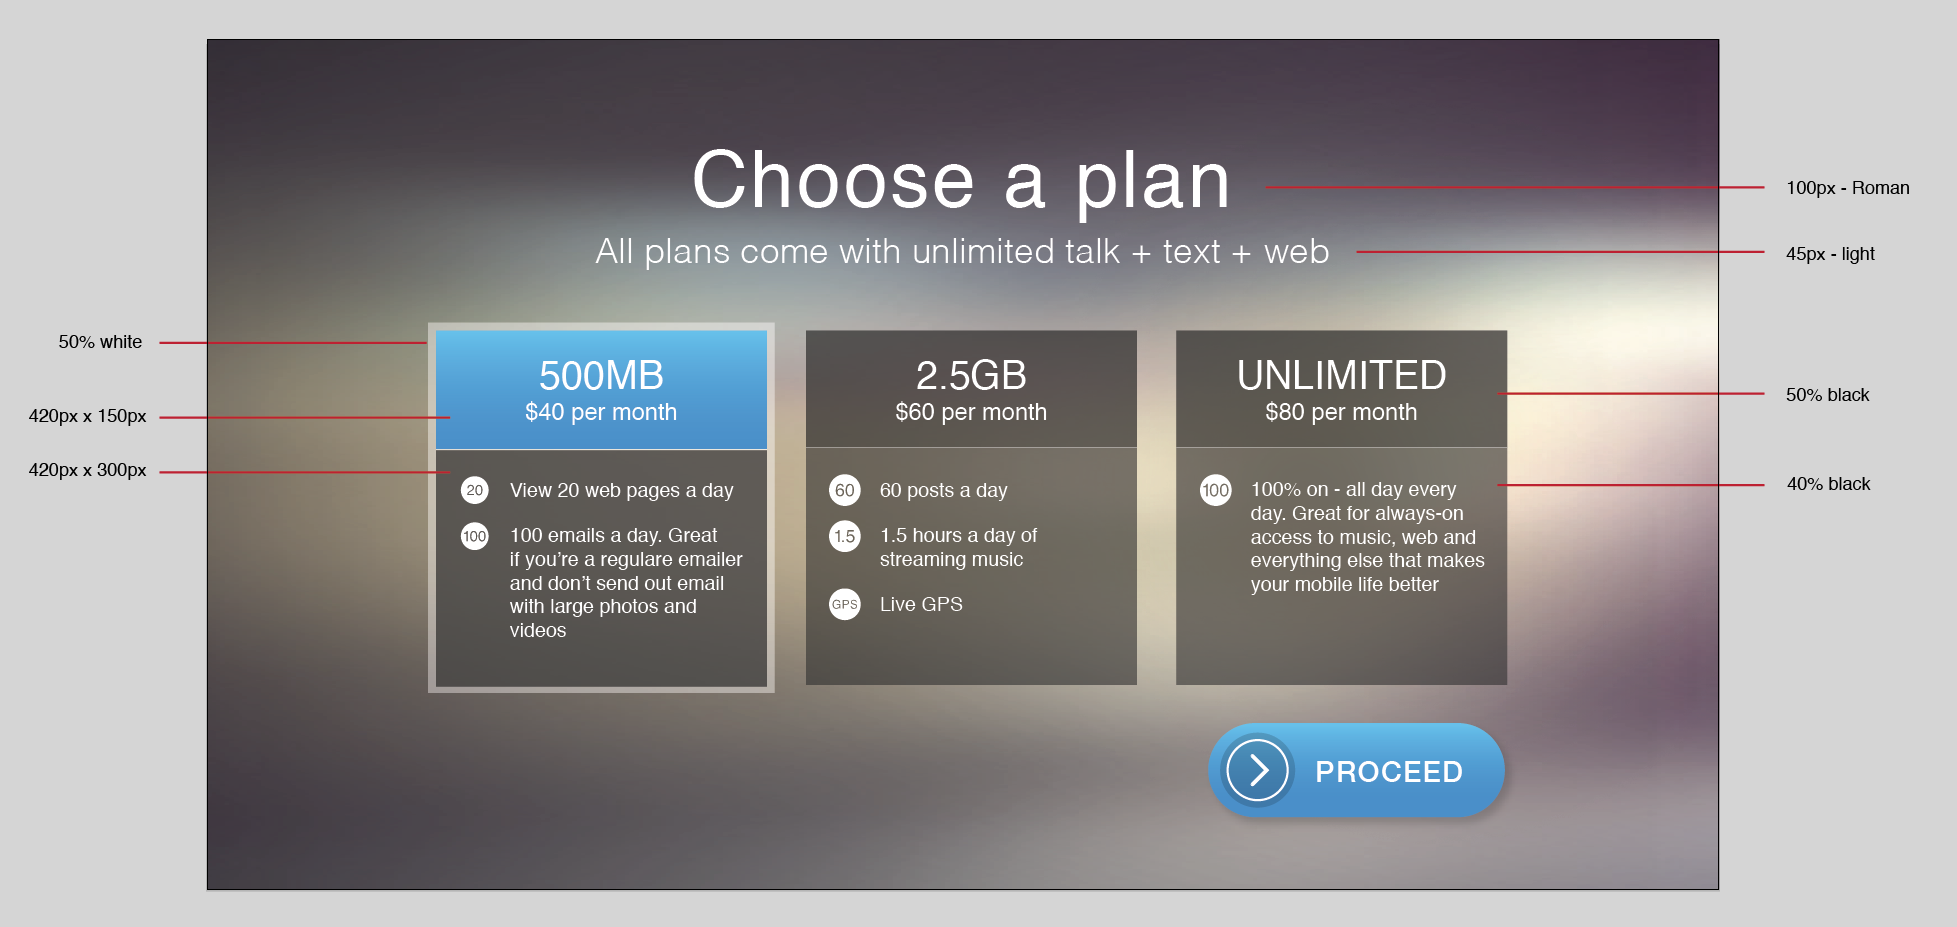 Choose a plan
100px - Roman
All plans come with unlimited talk + text + web
45px - light
50% white
420px x 150px
420px x 300px
500MB
$40 per month
20
View 20 web pages a day
100
100 emails a day. Great
if you're a regulare emailer
and don't send out email
with large photos and
videos
2.5GB
$60 per month
60
60 posts a day
1.5
1.5 hours a day of
streaming music
GPS
Live GPS
UNLIMITED
$80 per month
100
100% on - all day every
day. Great for always-on
access to music, web and
everything else that makes
your mobile life better
50% black
40% black
PROCEED